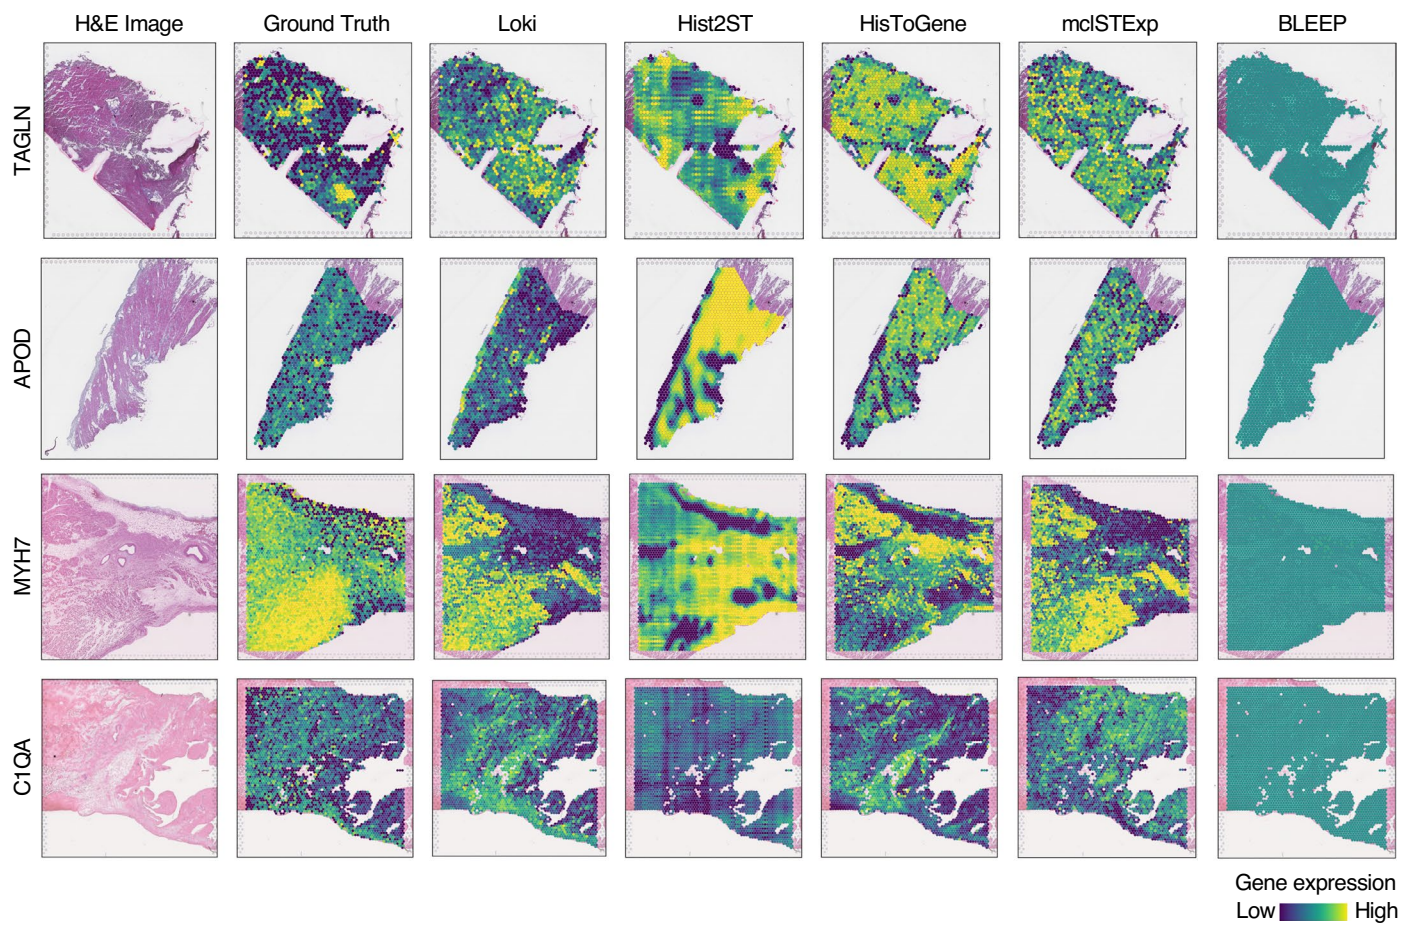 H&E Image Ground Truth Loki Hist2ST HisToGene mclSTExp BLEEP
TAGLN
APOD
MYH7
C1QA
Gene expression
Low High